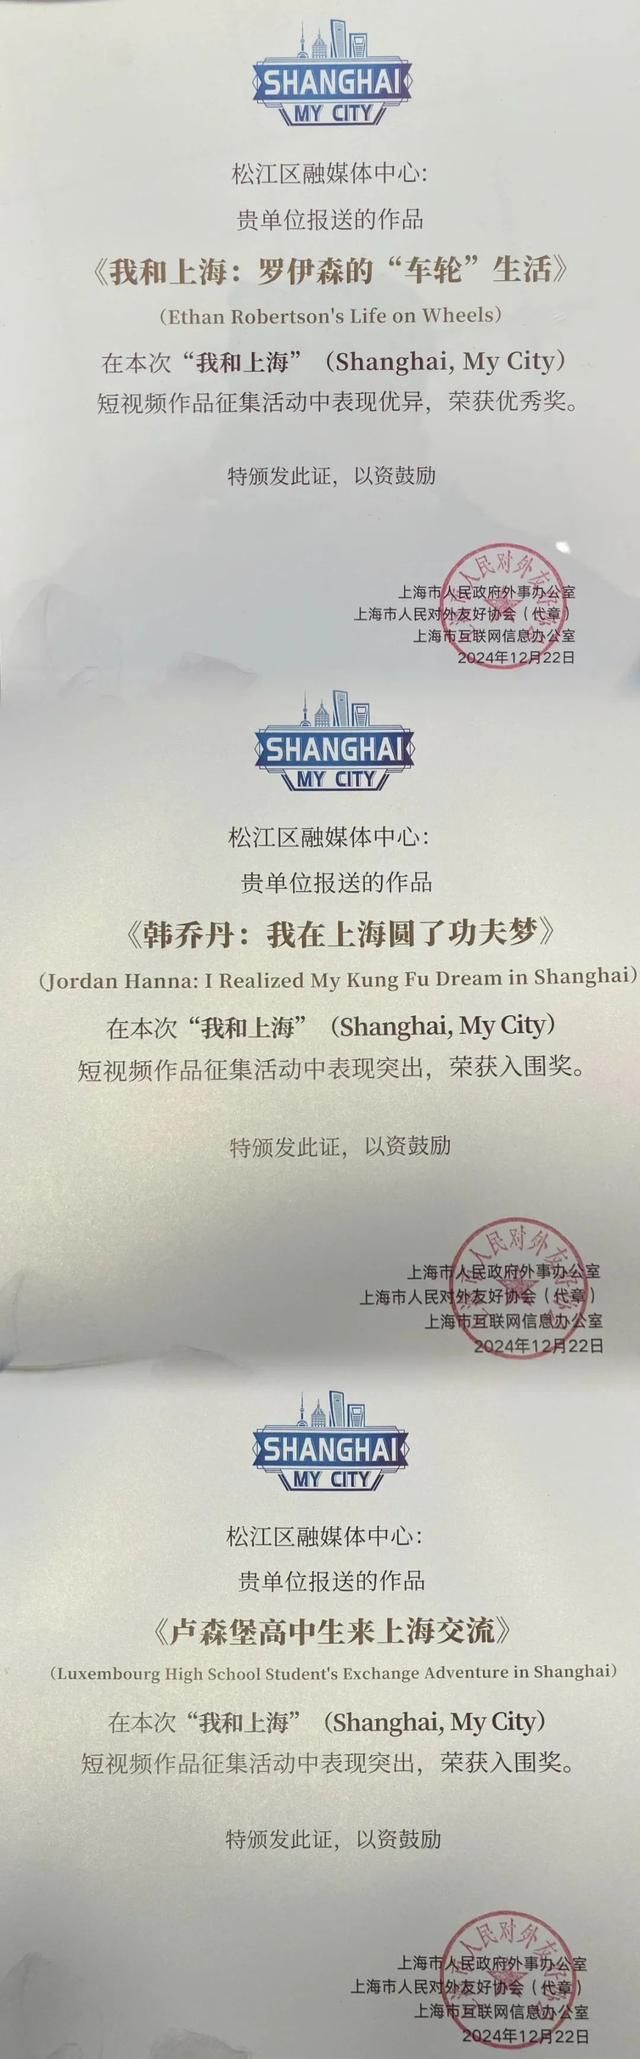 SHANGHAI
MY CITY
松江区融媒体中心：
贵单位报送的作品
《我和上海：罗伊森的“车轮”生活》
（Ethan Robertson's Life on Wheels）
在本次“我和上海”（Shanghai, My City）
短视频作品征集活动中表现优异，荣获优秀奖。
特颁发此证，以资鼓励
上海市人民政府外事办公室
上海市人民对外友好协会（代章）
上海市互联网信息办公室
2024年12月22日
SHANGHAI
MY CITY
松江区融媒体中心：
贵单位报送的作品
《韩乔丹：我在上海圆了功夫梦》
（Jordan Hanna: I Realized My Kung Fu Dream in Shanghai）
在本次“我和上海”（Shanghai, My City）
短视频作品征集活动中表现突出，荣获入围奖。
特颁发此证，以资鼓励
上海市人民政府外事办公室
上海市人民对外友好协会（代章）
上海市互联网信息办公室
2024年12月22日
SHANGHAI
MY CITY
松江区融媒体中心：
贵单位报送的作品
《卢森堡高中生来上海交流》
（Luxembourg High School Student's Exchange Adventure in Shanghai）
在本次“我和上海”（Shanghai, My City）
短视频作品征集活动中表现突出，荣获入围奖。
特颁发此证，以资鼓励
上海市人民政府外事办公室
上海市人民对外友好协会（代章）
上海市互联网信息办公室
2024年12月22日